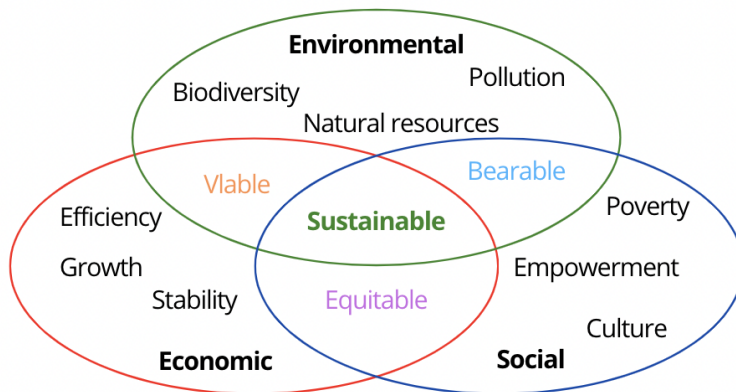 Environmental
Pollution
Biodiversity
Natural resources
Vlable
Bearable
Efficiency
Sustainable
Poverty
Growth
Empowerment
Stability
Equitable
Culture
Economic
Social